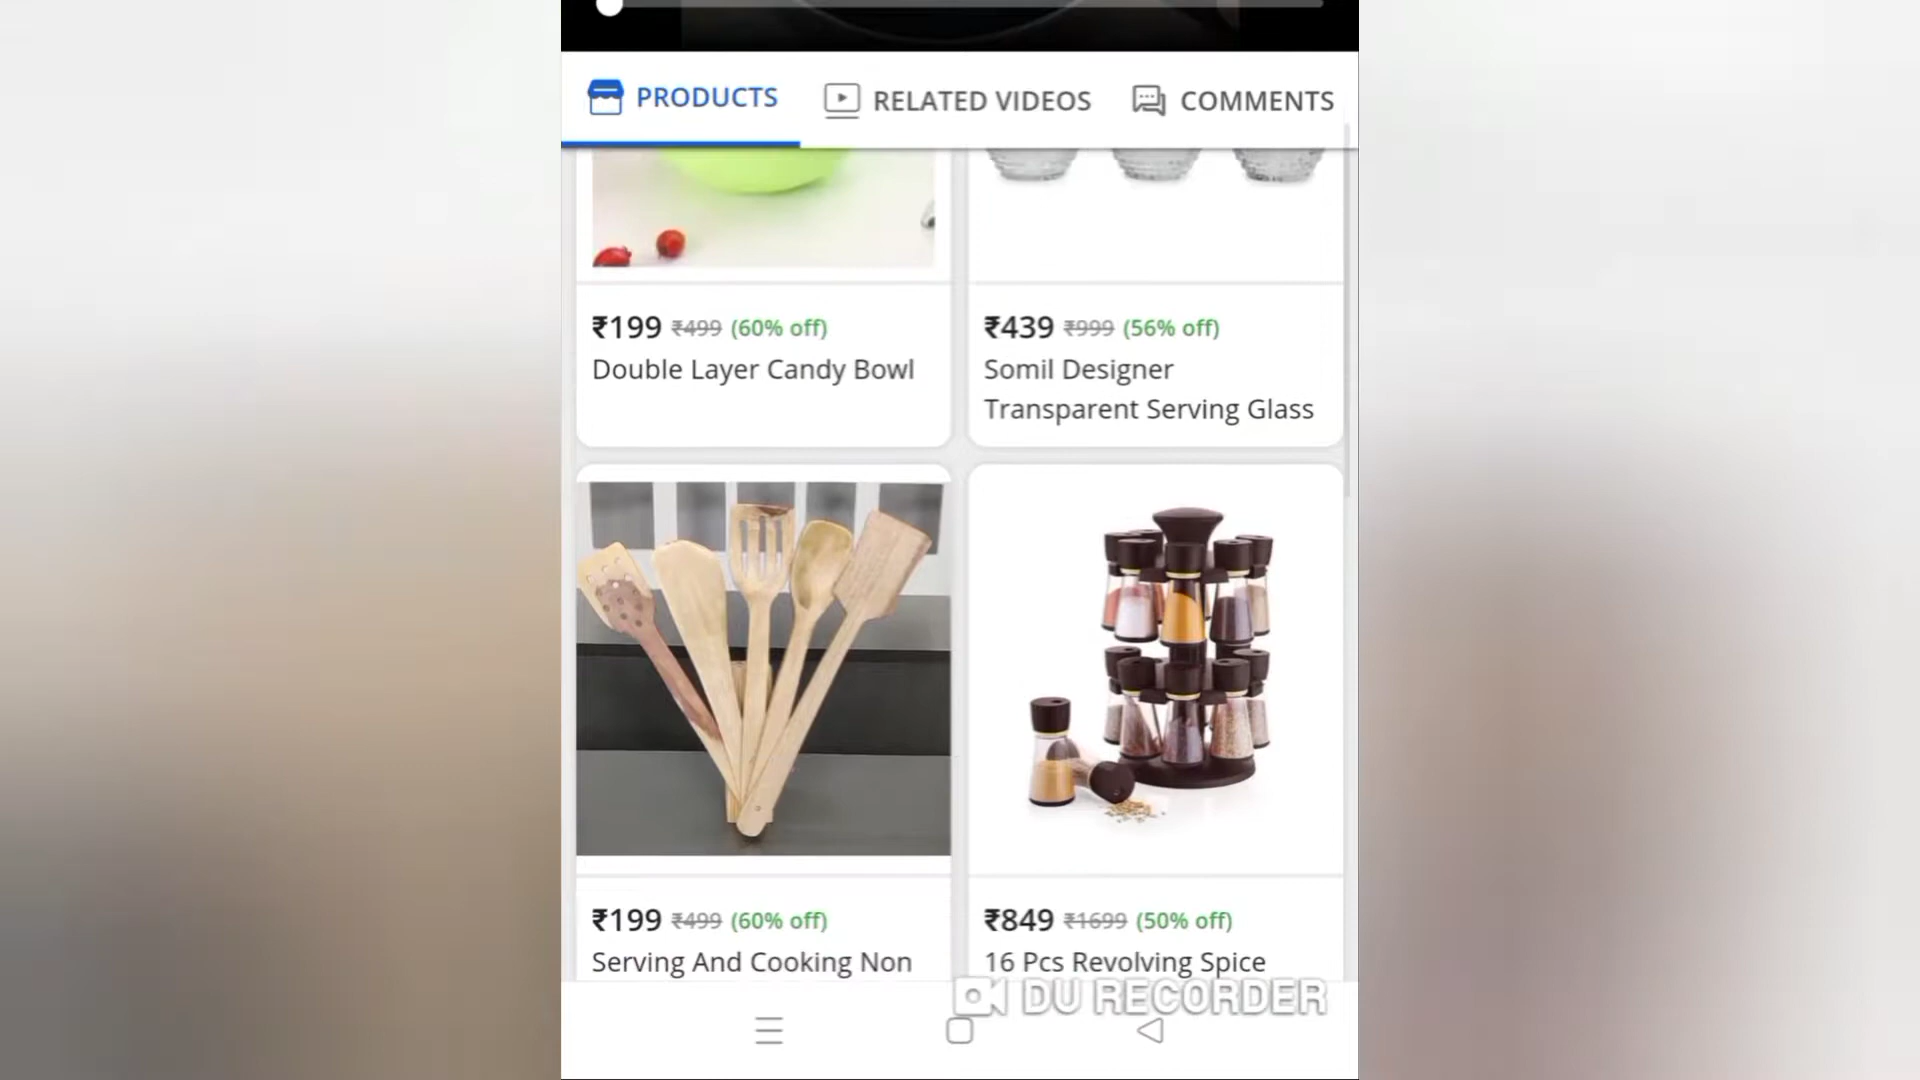 PRODUCTS RELATED VIDEOS COMMENTS
₹199 ₹499 (60% off) ₹439 ₹999 (56% off)
Double Layer Candy Bowl Somil Designer
Transparent Serving Glass
₹199 ₹499 (60% off) ₹849 ₹1699 (50% off)
Serving And Cooking Non 16 Pcs Revolving Spice
DU RECORDER